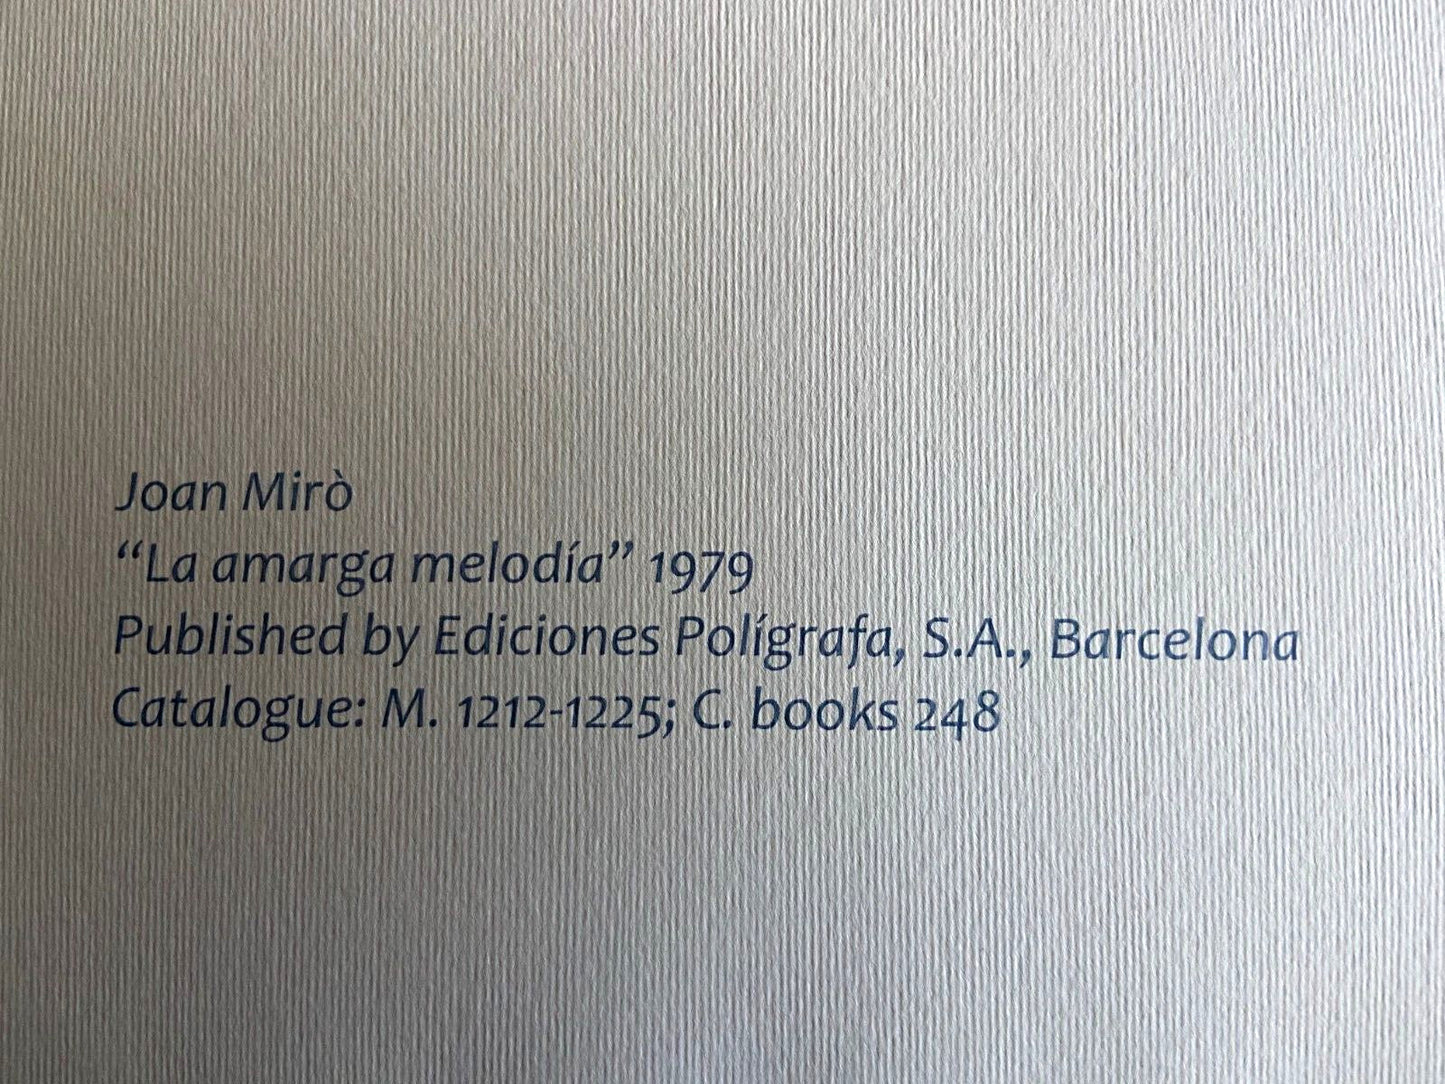 Joan Mirò
“La amarga melodía” 1979
Published by Ediciones Polígrafa, S.A., Barcelona
Catalogue: M. 1212-1225; C. books 248